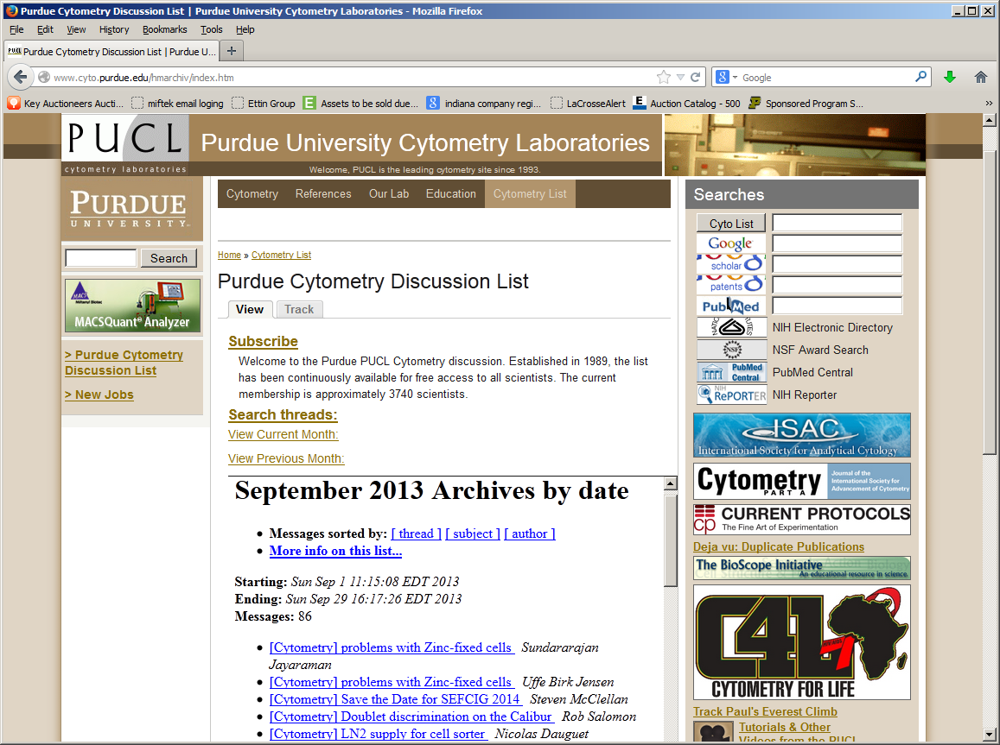 Purdue Cytometry Discussion List | Purdue University Cytometry Laboratories - Mozilla Firefox
File Edit View History Bookmarks Tools Help
PUCL Purdue Cytometry Discussion List | Purdue U...
www.cyto.purdue.edu/hmarchiv/index.htm
8 Google
Key Auctioneers Aucti... miftek email logging Ettin Group E Assets to be sold due... 8 indiana company regi... LaCrosseAlert E Auction Catalog - 500 Sponsored Program S... »
PUCL
cytometry laboratories
Purdue University Cytometry Laboratories
Welcome, PUCL is the leading cytometry site since 1993.
PURDUE
UNIVERSITY
Search
MACS
Miltenyi Biotec
MACSQuant® Analyzer
> Purdue Cytometry
Discussion List
> New Jobs
Cytometry References Our Lab Education Cytometry List
Home » Cytometry List
Purdue Cytometry Discussion List
View Track
Subscribe
Welcome to the Purdue PUCL Cytometry discussion. Established in 1989, the list
has been continuously available for free access to all scientists. The current
membership is approximately 3740 scientists.
Search threads:
View Current Month:
View Previous Month:
September 2013 Archives by date
• Messages sorted by: [ thread ] [ subject ] [ author ]
• More info on this list...
Starting: Sun Sep 1 11:15:08 EDT 2013
Ending: Sun Sep 29 16:17:26 EDT 2013
Messages: 86
• [Cytometry] problems with Zinc-fixed cells Sundararajan
Jayaraman
• [Cytometry] problems with Zinc-fixed cells Uffe Birk Jensen
• [Cytometry] Save the Date for SEFCIG 2014 Steven McClellan
• [Cytometry] Doublet discrimination on the Calibur Rob Salomon
• [Cytometry] LN2 supply for cell sorter Nicolas Dauguet
Searches
Cyto List
Google
scholar
patents
PubMed
NIH Electronic Directory
NSF
NSF Award Search
PubMed
Central
PubMed Central
NIH
RePORTER
NIH Reporter
ISAC
International Society for Analytical Cytology
Cytometry
PART A
Journal of the
International Society for
Advancement of Cytometry
cp
CURRENT PROTOCOLS
The Fine Art of Experimentation
Deja vu: Duplicate Publications
The BioScope Initiative
An educational resource in science.
C4L
CYTOMETRY FOR LIFE
Track Paul's Everest Climb
Tutorials & Other
Videos from the PUCL